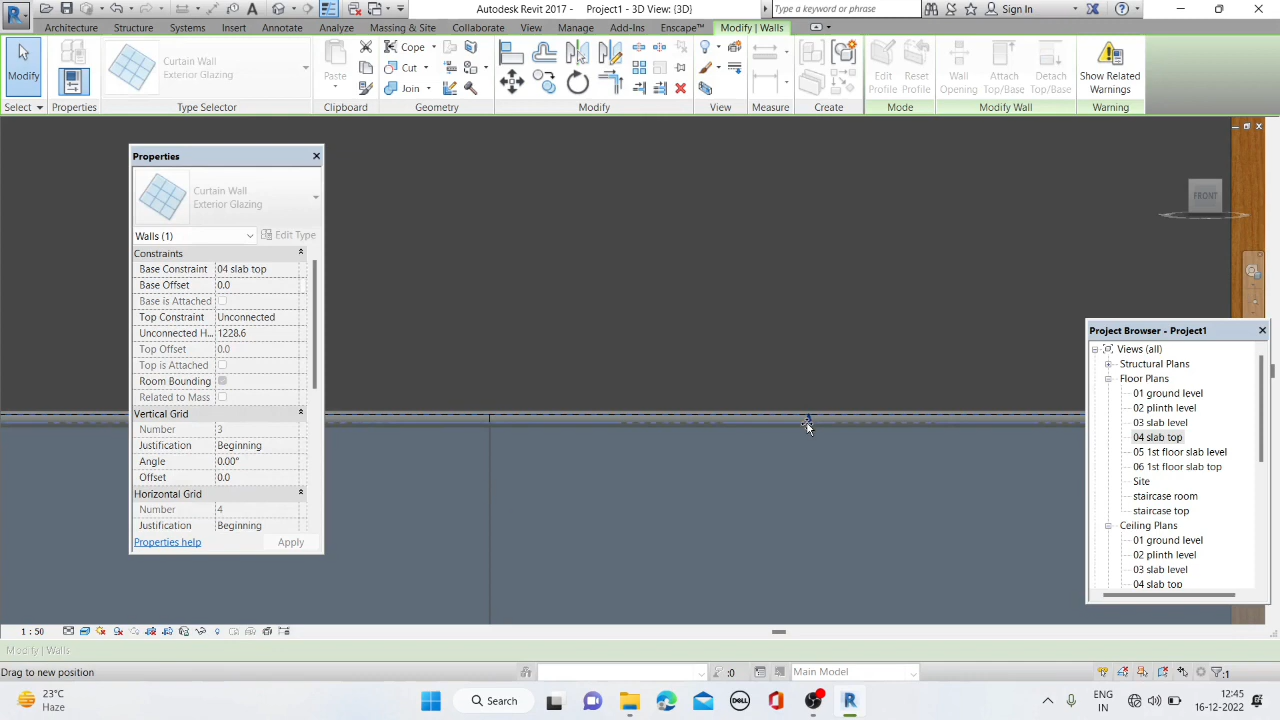 Autodesk Revit 2017 - Project1 - 3D View: {3D}
Type a keyword or phrase
Sign In
Architecture Structure Systems Insert Annotate Analyze Massing & Site Collaborate View Manage Add-Ins Escape™ Modify | Walls
Modify
Curtain Wall
Exterior Glazing
Paste
Cope
Cut
Join
Edit
Profile
Reset
Profile
Wall
Opening
Attach
Top/Base
Detach
Top/Base
Show Related
Warnings
Select Properties Type Selector Clipboard Geometry Modify View Measure Create Mode Modify Wall Warning
Properties
Curtain Wall
Exterior Glazing
Walls (1)
Edit Type
Constraints
Base Constraint 04 slab top
Base Offset 0.0
Base is Attached
Top Constraint Unconnected
Unconnected H... 1228.6
Top Offset 0.0
Top is Attached
Room Bounding
Related to Mass
Vertical Grid
Number 3
Justification Beginning
Angle 0.00°
Offset 0.0
Horizontal Grid
Number 4
Justification Beginning
Properties help
Apply
FRONT
Project Browser - Project1
Views (all)
Structural Plans
Floor Plans
01 ground level
02 plinth level
03 slab level
04 slab top
05 1st floor slab level
06 1st floor slab top
Site
staircase room
staircase top
Ceiling Plans
01 ground level
02 plinth level
03 slab level
04 slab top
1 : 50
Modify | Walls
Drag to new position
:0
Main Model
:1
23°C
Haze
Search
ENG
IN
12:45
16-12-2022